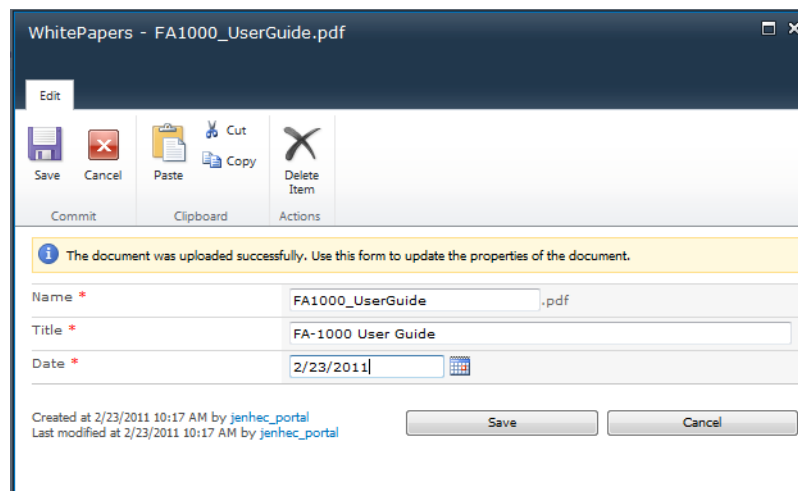 WhitePapers - FA1000_UserGuide.pdf
Edit
Save
Cancel
Paste
Cut
Copy
Delete
Item
Commit
Clipboard
Actions
The document was uploaded successfully. Use this form to update the properties of the document.
Name * FA1000_UserGuide .pdf
Title * FA-1000 User Guide
Date * 2/23/2011
Created at 2/23/2011 10:17 AM by jenhec_portal
Last modified at 2/23/2011 10:17 AM by jenhec_portal
Save
Cancel